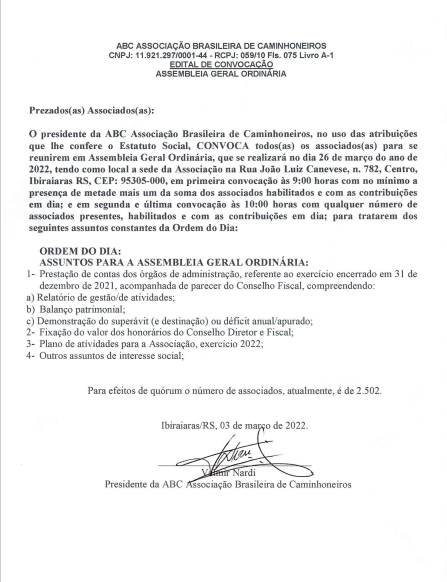 ABC ASSOCIAÇÃO BRASILEIRA DE CAMINHONEIROS
CNPJ: 11.921.297/0001-44 - RCPJ: 059/10 Fls. 075 Livro A-1
EDITAL DE CONVOCAÇÃO
ASSEMBLEIA GERAL ORDINÁRIA
Prezados(as) Associados(as):
O presidente da ABC Associação Brasileira de Caminhoneiros, no uso das atribuições
que lhe confere o Estatuto Social, CONVOCA todos(as) os associados(as) para se
reunirem em Assembleia Geral Ordinária, que se realizará no dia 26 de março do ano de
2022, tendo como local a sede da Associação na Rua João Luiz Canevese, n. 782, Centro,
Ibiraiaras RS, CEP: 95305-000, em primeira convocação às 9:00 horas com no mínimo a
presença de metade mais um da soma dos associados habilitados e com as contribuições
em dia; e em segunda e última convocação às 10:00 horas com qualquer número de
associados presentes, habilitados e com as contribuições em dia; para tratarem dos
seguintes assuntos constantes da Ordem do Dia:
ORDEM DO DIA:
ASSUNTOS PARA A ASSEMBLEIA GERAL ORDINÁRIA:
1- Prestação de contas dos órgãos de administração, referente ao exercício encerrado em 31 de
dezembro de 2021, acompanhada de parecer do Conselho Fiscal, compreendendo:
a) Relatório de gestão/de atividades;
b) Balanço patrimonial;
c) Demonstração do superávit (e destinação) ou déficit anual/apurado;
2- Fixação do valor dos honorários do Conselho Diretor e Fiscal;
3- Plano de atividades para a Associação, exercício 2022;
4- Outros assuntos de interesse social;
Para efeitos de quórum o número de associados, atualmente, é de 2.502.
Ibiraiaras/RS, 03 de março de 2022.
Nardi
Presidente da ABC Associação Brasileira de Caminhoneiros